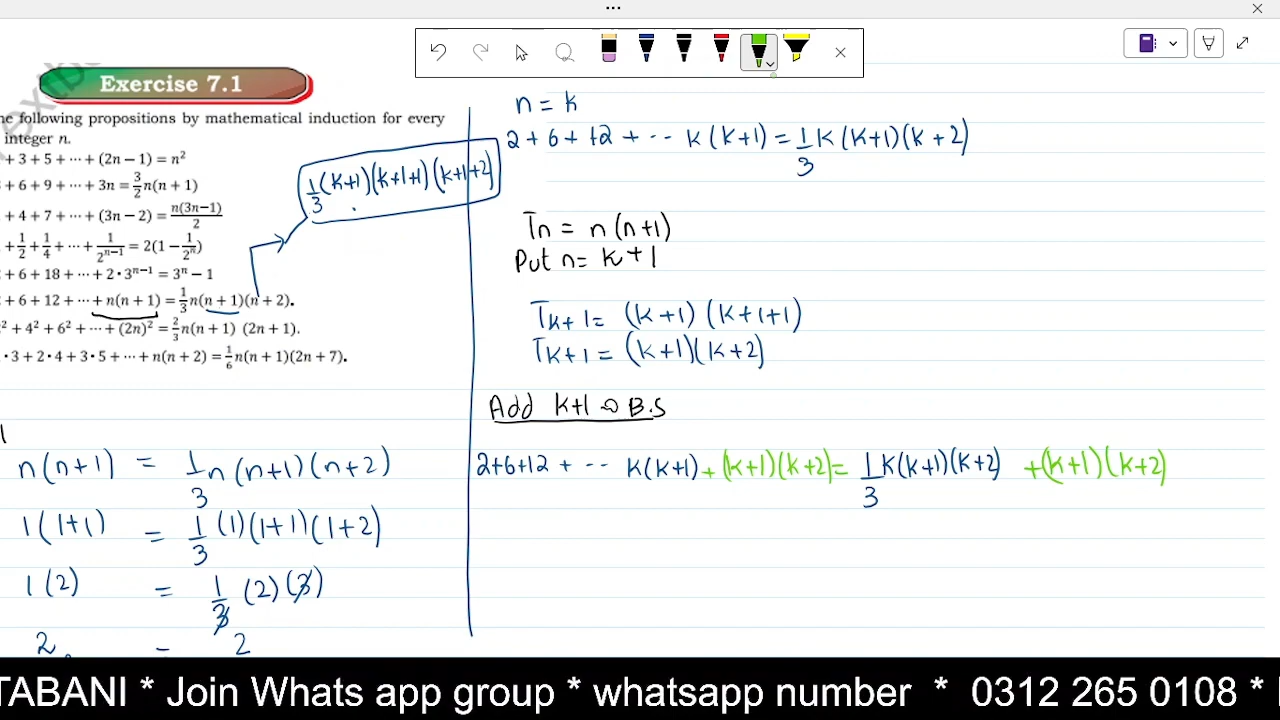 Exercise 7.1
he following propositions by mathematical induction for every
integer n.
+ 3 + 5 + ⋯ + (2n − 1) = n²
+ 6 + 9 + ⋯ + 3n = 3/2 n(n + 1)
+ 4 + 7 + ⋯ + (3n − 2) = n(3n−1)/2
+ 1/2 + 1/4 + ⋯ + 1/2ⁿ⁻¹ = 2(1 − 1/2ⁿ)
+ 6 + 18 + ⋯ + 2 · 3ⁿ⁻¹ = 3ⁿ − 1
+ 6 + 12 + ⋯ + n(n + 1) = 1/3 n(n + 1)(n + 2).
² + 4² + 6² + ⋯ + (2n)² = 2/3 n(n + 1) (2n + 1).
· 3 + 2 · 4 + 3 · 5 + ⋯ + n(n + 2) = 1/6 n(n + 1)(2n + 7).
1/3 (k+1)(k+1+1)(k+1+2)
n(n+1) = 1/3 n(n+1)(n+2)
1(1+1) = 1/3 (1)(1+1)(1+2)
1(2) = 1/3 (2)(3)
2 = 2
n = k
2 + 6 + 12 + ⋯ k(k+1) = 1/3 k(k+1)(k+2)
Tn = n(n+1)
Put n = k+1
Tk+1 = (k+1)(k+1+1)
Tk+1 = (k+1)(k+2)
Add k+1 B.S
2+6+12 + ⋯ k(k+1) + (k+1)(k+2) = 1/3 k(k+1)(k+2) + (k+1)(k+2)
TABANI * Join Whats app group * whatsapp number * 0312 265 0108 *